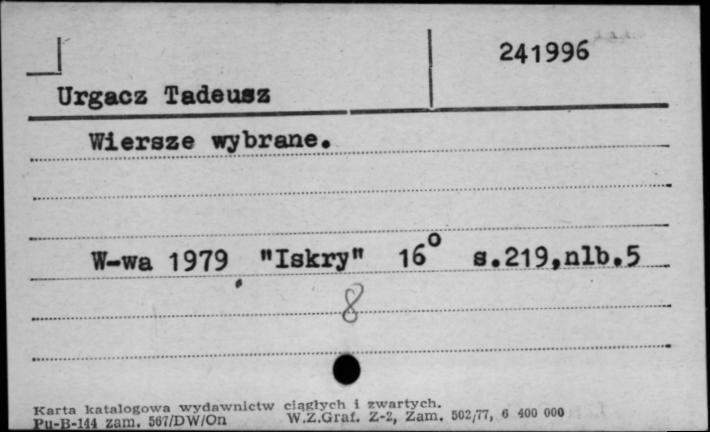 241996
Urgacz Tadeusz
Wiersze wybrane.
W-wa 1979 "Iskry" 16° s.219,nlb.5
8
Karta katalogowa wydawnictw ciągłych i zwartych.
Pu-B-144 zam. 567/DW/On W.Z.Graf. Z-2, Zam. 502/77, 6 400 000